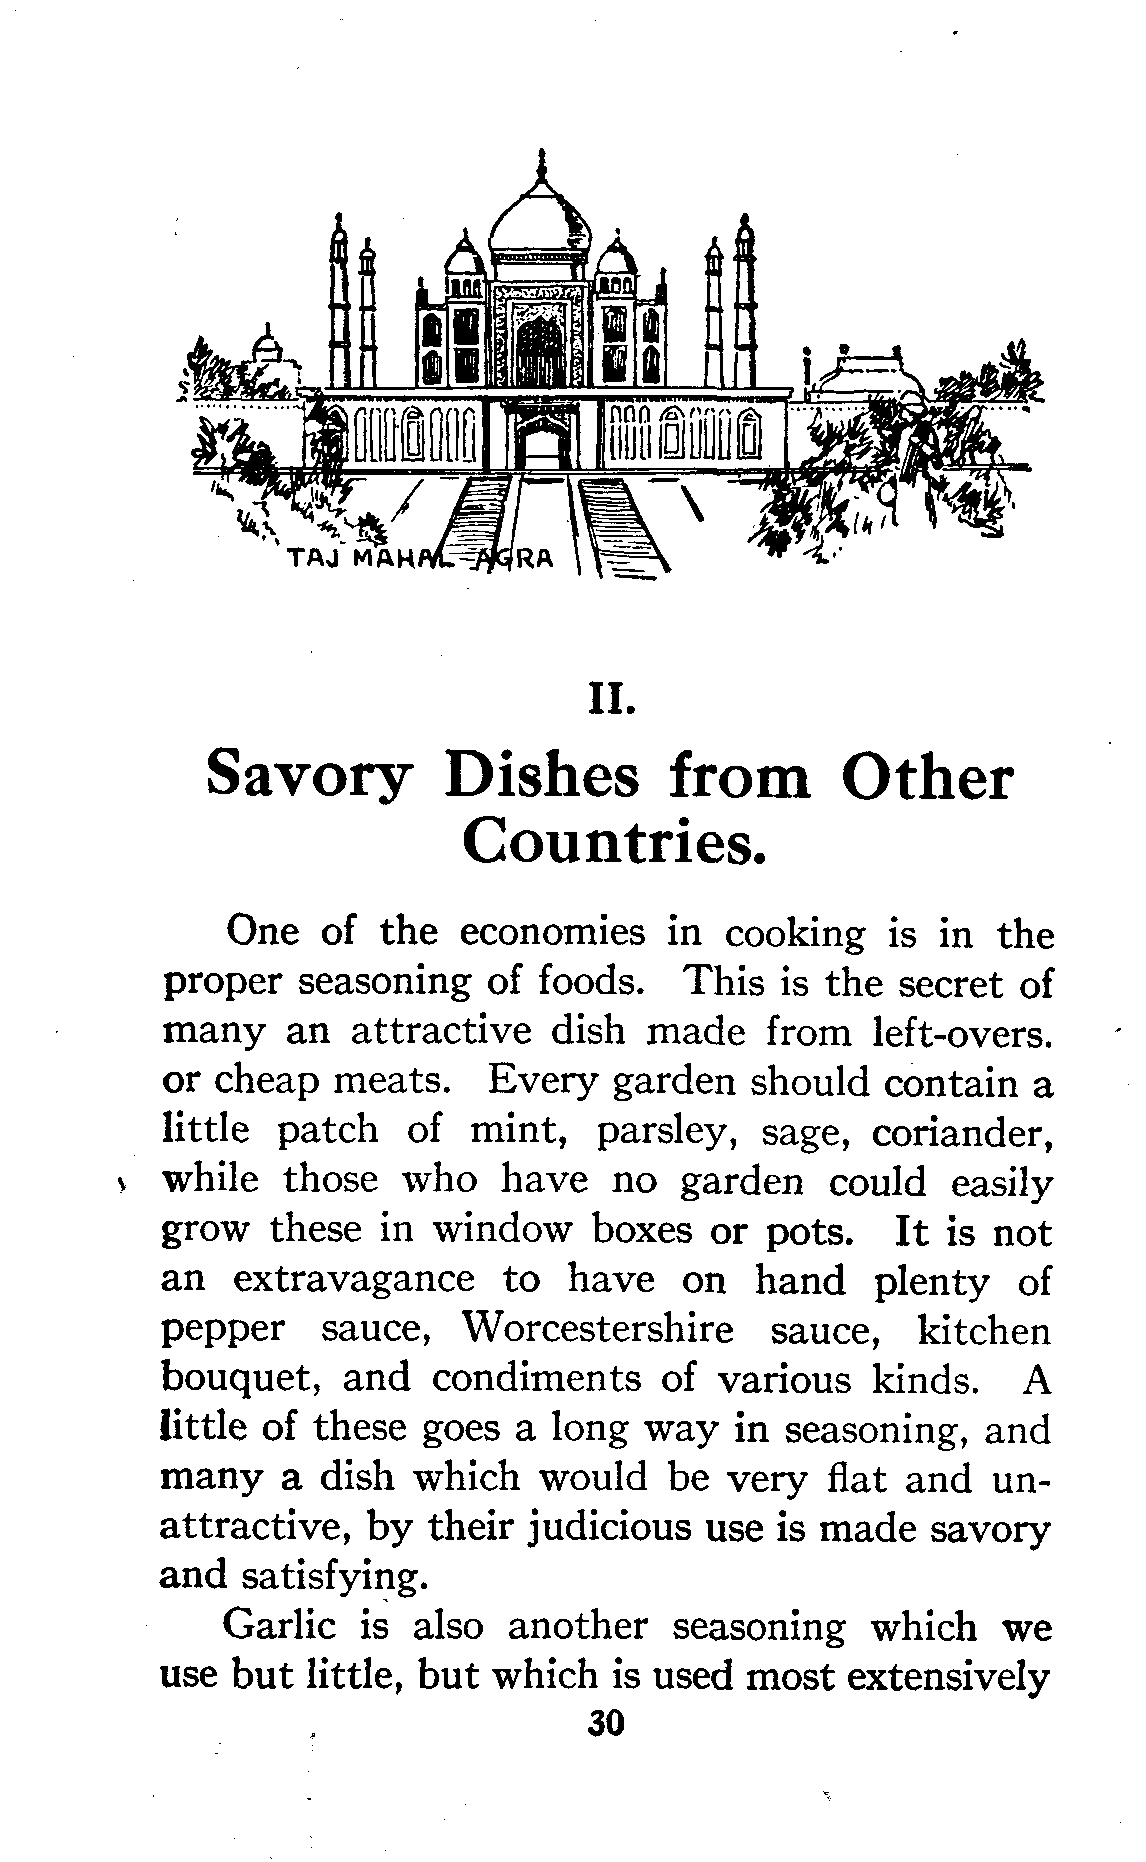 TAJ MAHAL-AGRA
II.
Savory Dishes from Other
Countries.
One of the economies in cooking is in the
proper seasoning of foods. This is the secret of
many an attractive dish made from left-overs.
or cheap meats. Every garden should contain a
little patch of mint, parsley, sage, coriander,
while those who have no garden could easily
grow these in window boxes or pots. It is not
an extravagance to have on hand plenty of
pepper sauce, Worcestershire sauce, kitchen
bouquet, and condiments of various kinds. A
little of these goes a long way in seasoning, and
many a dish which would be very flat and un-
attractive, by their judicious use is made savory
and satisfying.
Garlic is also another seasoning which we
use but little, but which is used most extensively
30